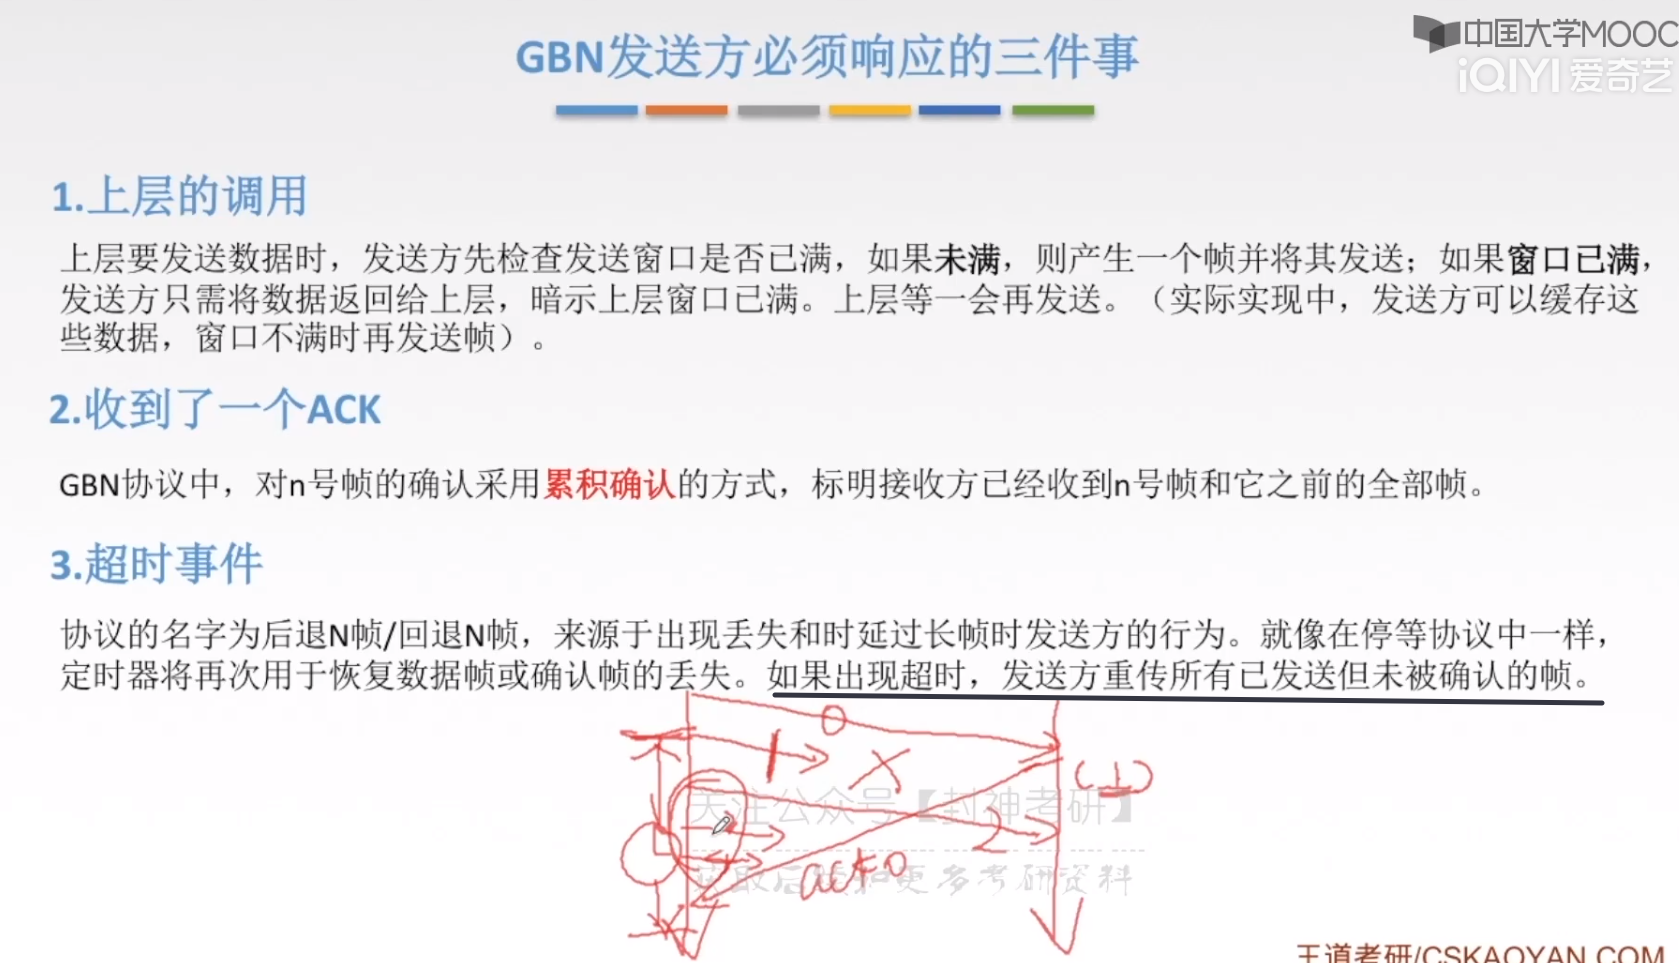 中国大学MOOC
iQIYI 爱奇艺
GBN发送方必须响应的三件事
1.上层的调用
上层要发送数据时，发送方先检查发送窗口是否已满，如果未满，则产生一个帧并将其发送；如果窗口已满，
发送方只需将数据返回给上层，暗示上层窗口已满。上层等一会再发送。（实际实现中，发送方可以缓存这
些数据，窗口不满时再发送帧）。
2.收到了一个ACK
GBN协议中，对n号帧的确认采用累积确认的方式，标明接收方已经收到n号帧和它之前的全部帧。
3.超时事件
协议的名字为后退N帧/回退N帧，来源于出现丢失和时延过长帧时发送方的行为。就像在停等协议中一样，
定时器将再次用于恢复数据帧或确认帧的丢失。如果出现超时，发送方重传所有已发送但未被确认的帧。
0
1
(1)
关注公众号【封神考研】
2
ack0
获取后续和更多考研资料
王道考研/CSKAOYAN.COM